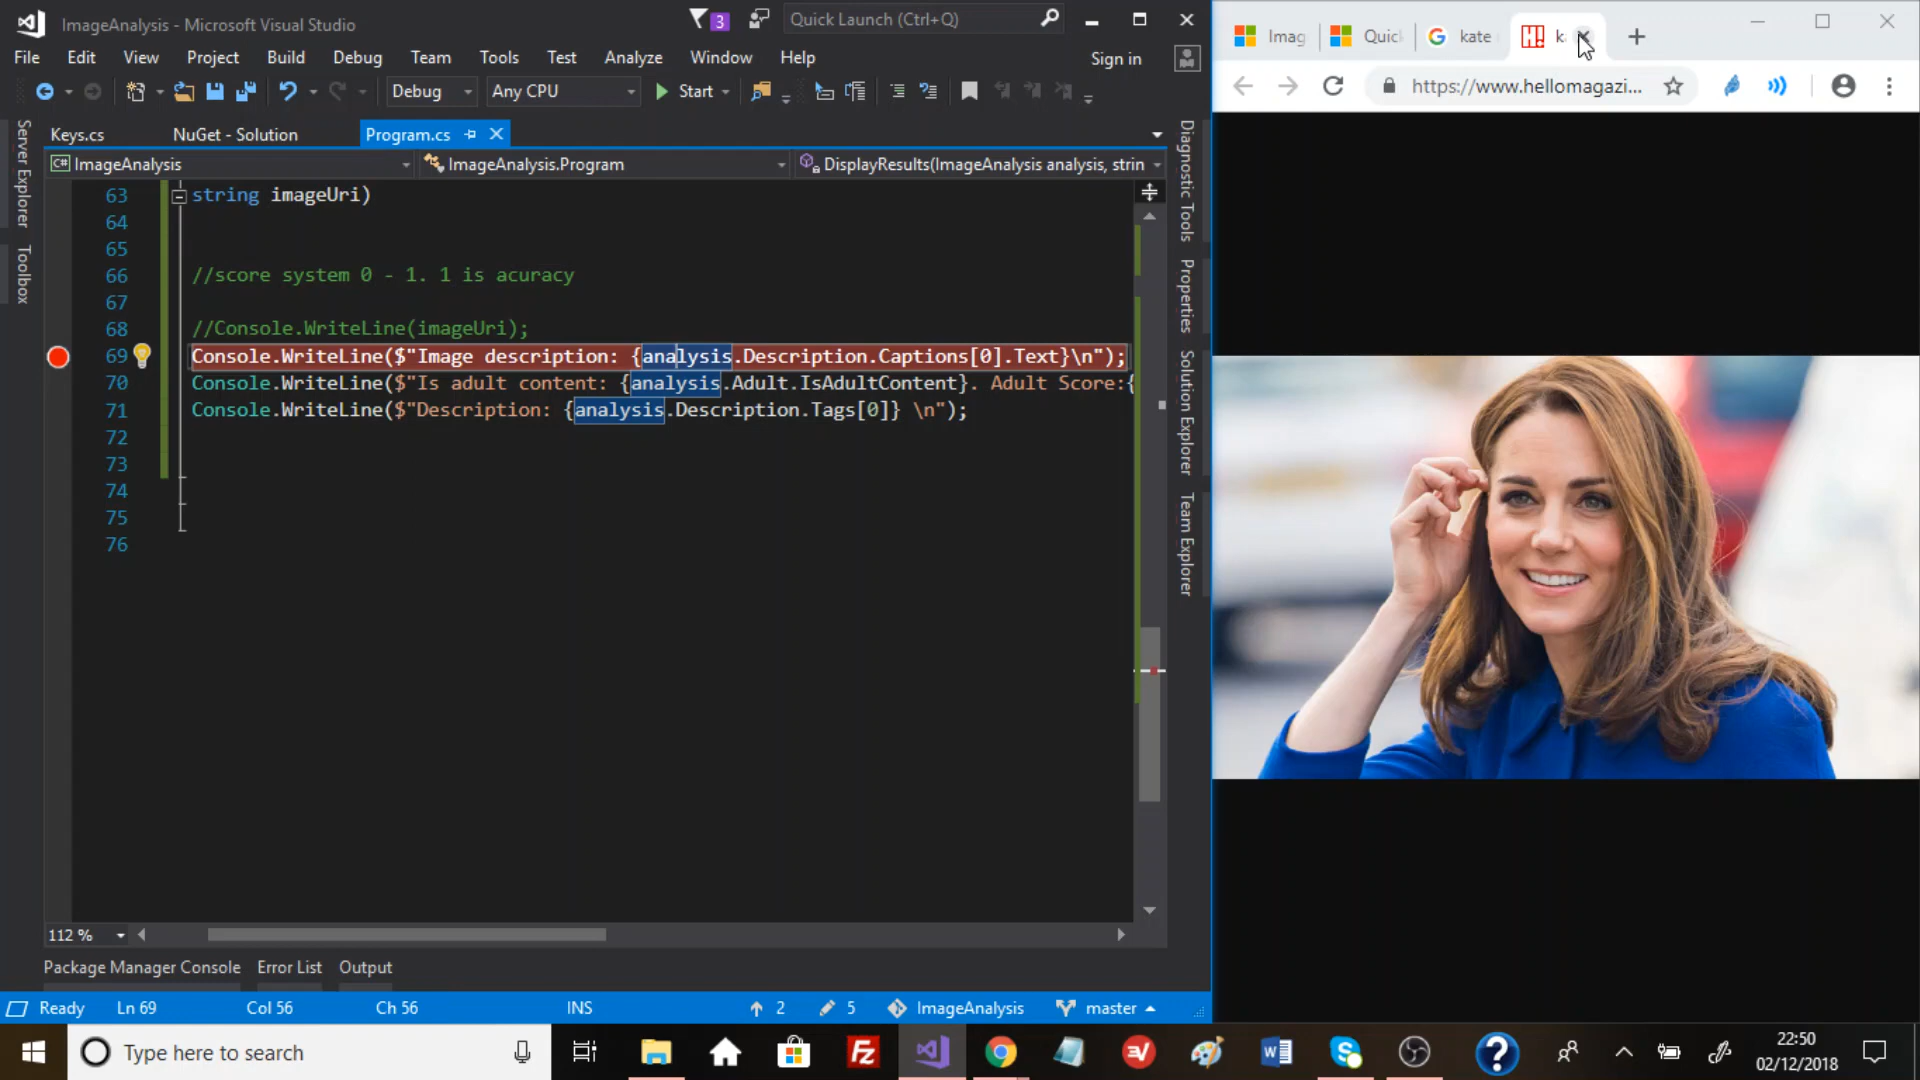 ImageAnalysis - Microsoft Visual Studio
3
Quick Launch (Ctrl+Q)
File Edit View Project Build Debug Team Tools Test Analyze Window Help
Sign in
Debug Any CPU Start
Keys.cs NuGet - Solution Program.cs
C# ImageAnalysis ImageAnalysis.Program DisplayResults(ImageAnalysis analysis, strin
Server Explorer
Toolbox
63 string imageUri)
64
65
66 //score system 0 - 1. 1 is acuracy
67
68 //Console.WriteLine(imageUri);
69 Console.WriteLine($"Image description: {analysis.Description.Captions[0].Text}\n");
70 Console.WriteLine($"Is adult content: {analysis.Adult.IsAdultContent}. Adult Score:{
71 Console.WriteLine($"Description: {analysis.Description.Tags[0]} \n");
72
73
74
75
76
Diagnostic Tools
Properties
Solution Explorer
Team Explorer
112 %
Package Manager Console Error List Output
Ready Ln 69 Col 56 Ch 56 INS 2 5 ImageAnalysis master
Imag Quick kate k
https://www.hellomagazi...
H!
Type here to search
Fz
22:50
02/12/2018